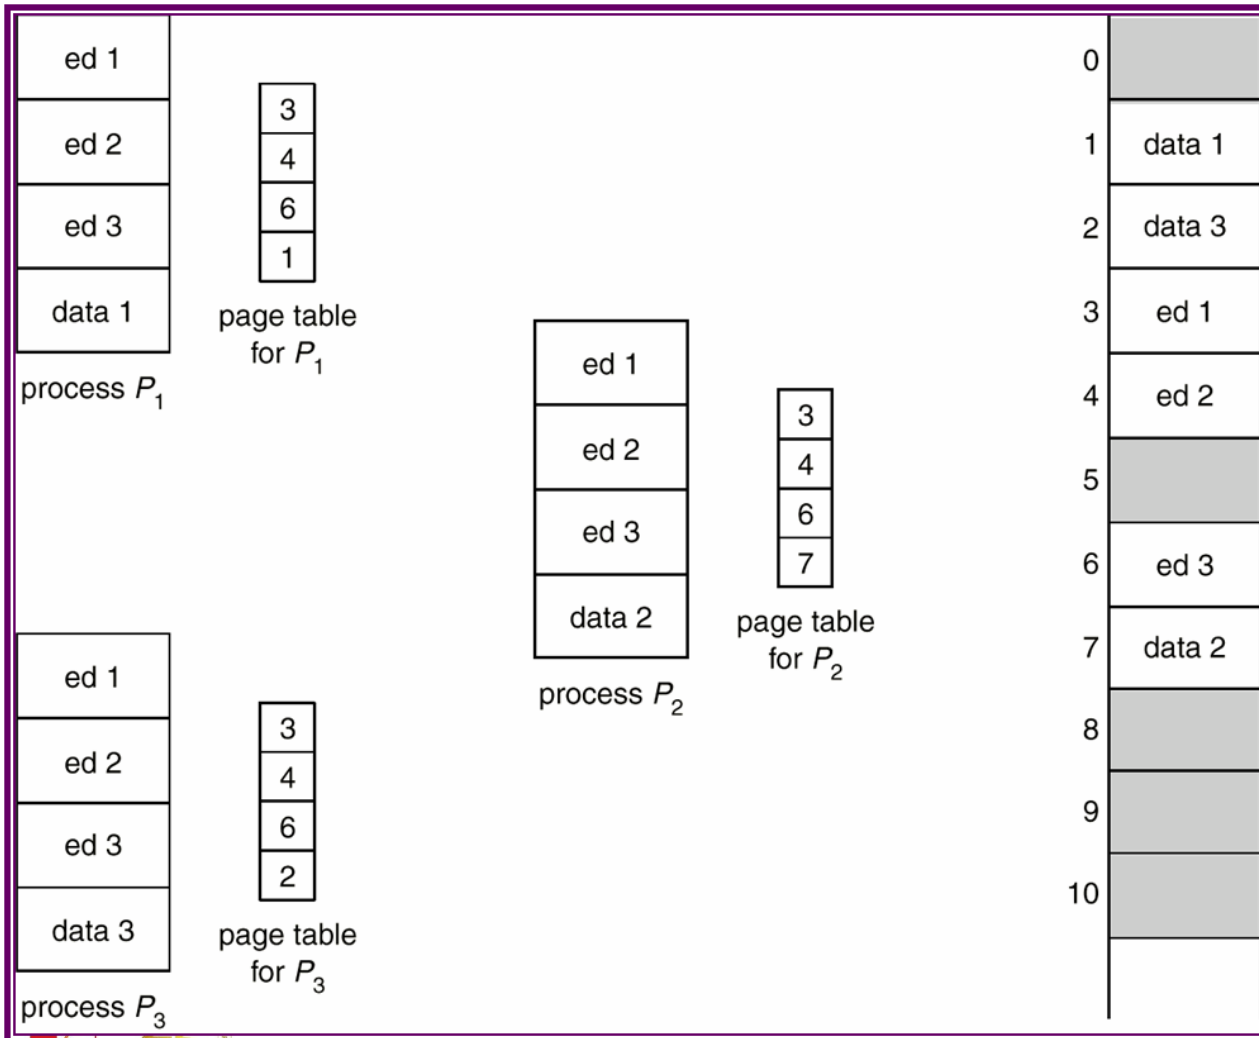 ed 1
ed 2
ed 3
data 1
process P1
3
4
6
1
page table
for P1
ed 1
ed 2
ed 3
data 2
process P2
3
4
6
7
page table
for P2
ed 1
ed 2
ed 3
data 3
process P3
3
4
6
2
page table
for P3
0
1 data 1
2 data 3
3 ed 1
4 ed 2
5
6 ed 3
7 data 2
8
9
10